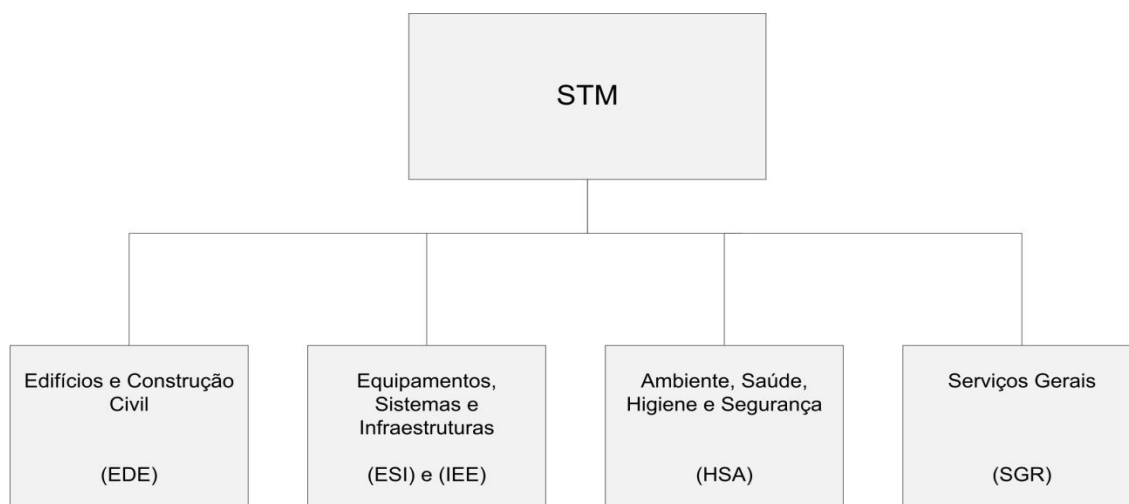 STM
Edifícios e Construção
Civil
(EDE)
Equipamentos,
Sistemas e
Infraestruturas
(ESI) e (IEE)
Ambiente, Saúde,
Higiene e Segurança
(HSA)
Serviços Gerais
(SGR)